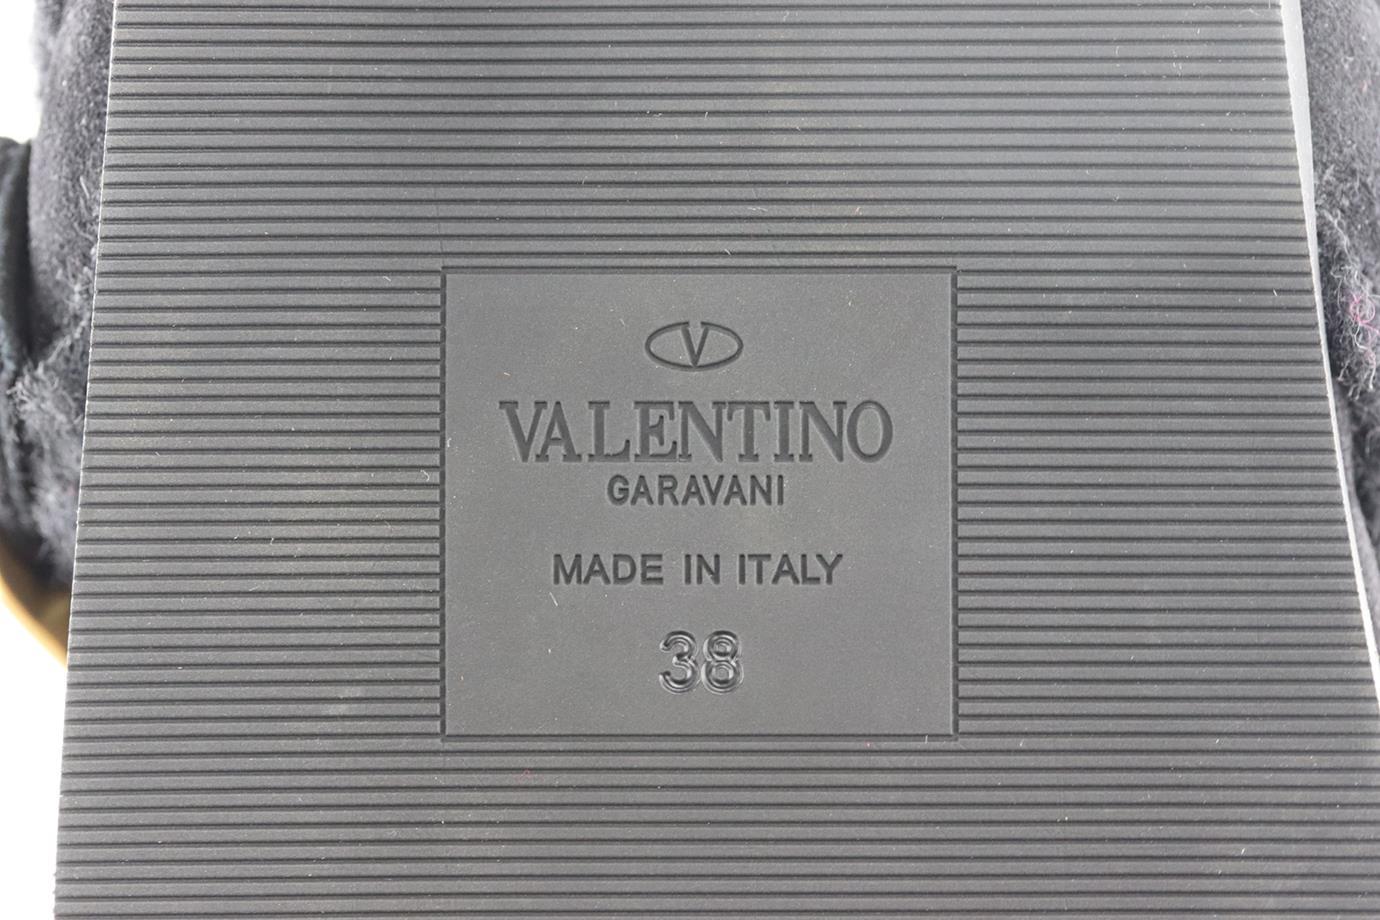 V
VALENTINO
GARAVANI
MADE IN ITALY
38